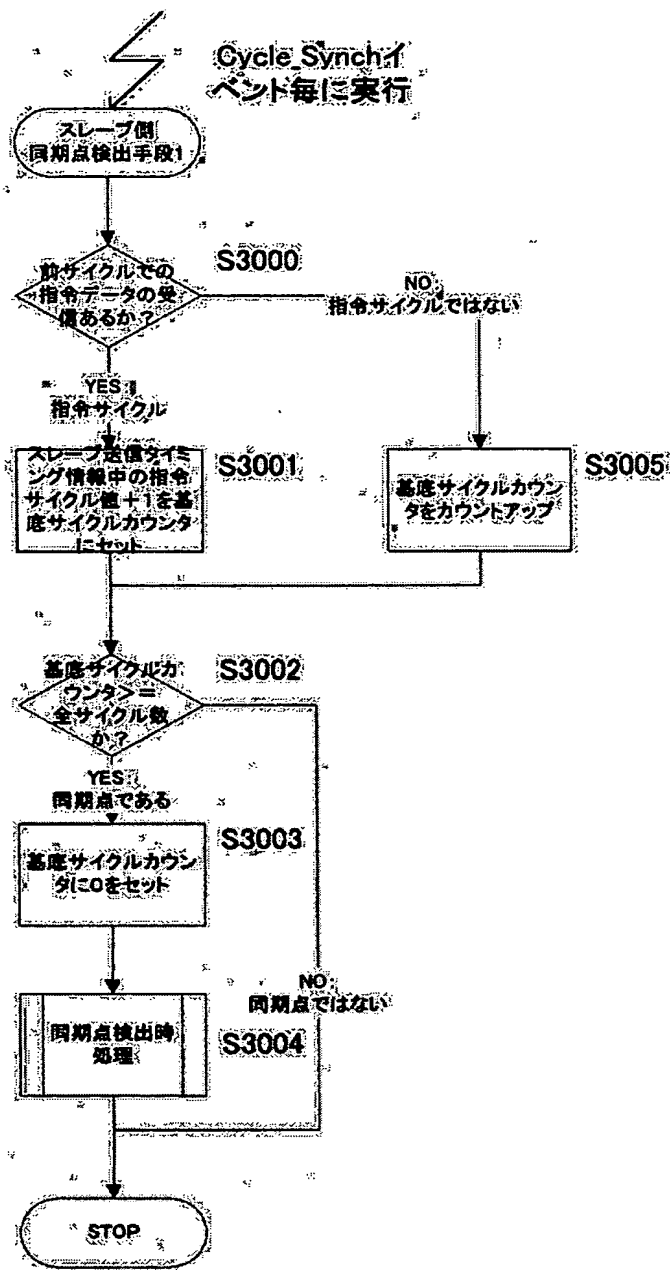 Cycle_Synchイ
ベント毎に実行
スレーブ側
同期点検出手段1
S3000
前サイクルでの
指令データの受
信あるか？
NO：
指令サイクルではない
YES：
指令サイクル
S3001
スレーブ送信タイミ
ング情報中の指令
サイクル値＋1を基
底サイクルカウンタ
にセット
S3005
基底サイクルカウン
タをカウントアップ
S3002
基底サイクルカ
ウンタ＞＝
全サイクル数
か？
YES：
同期点である
S3003
基底サイクルカウン
タに0をセット
NO：
同期点ではない
S3004
同期点検出時
処理
STOP